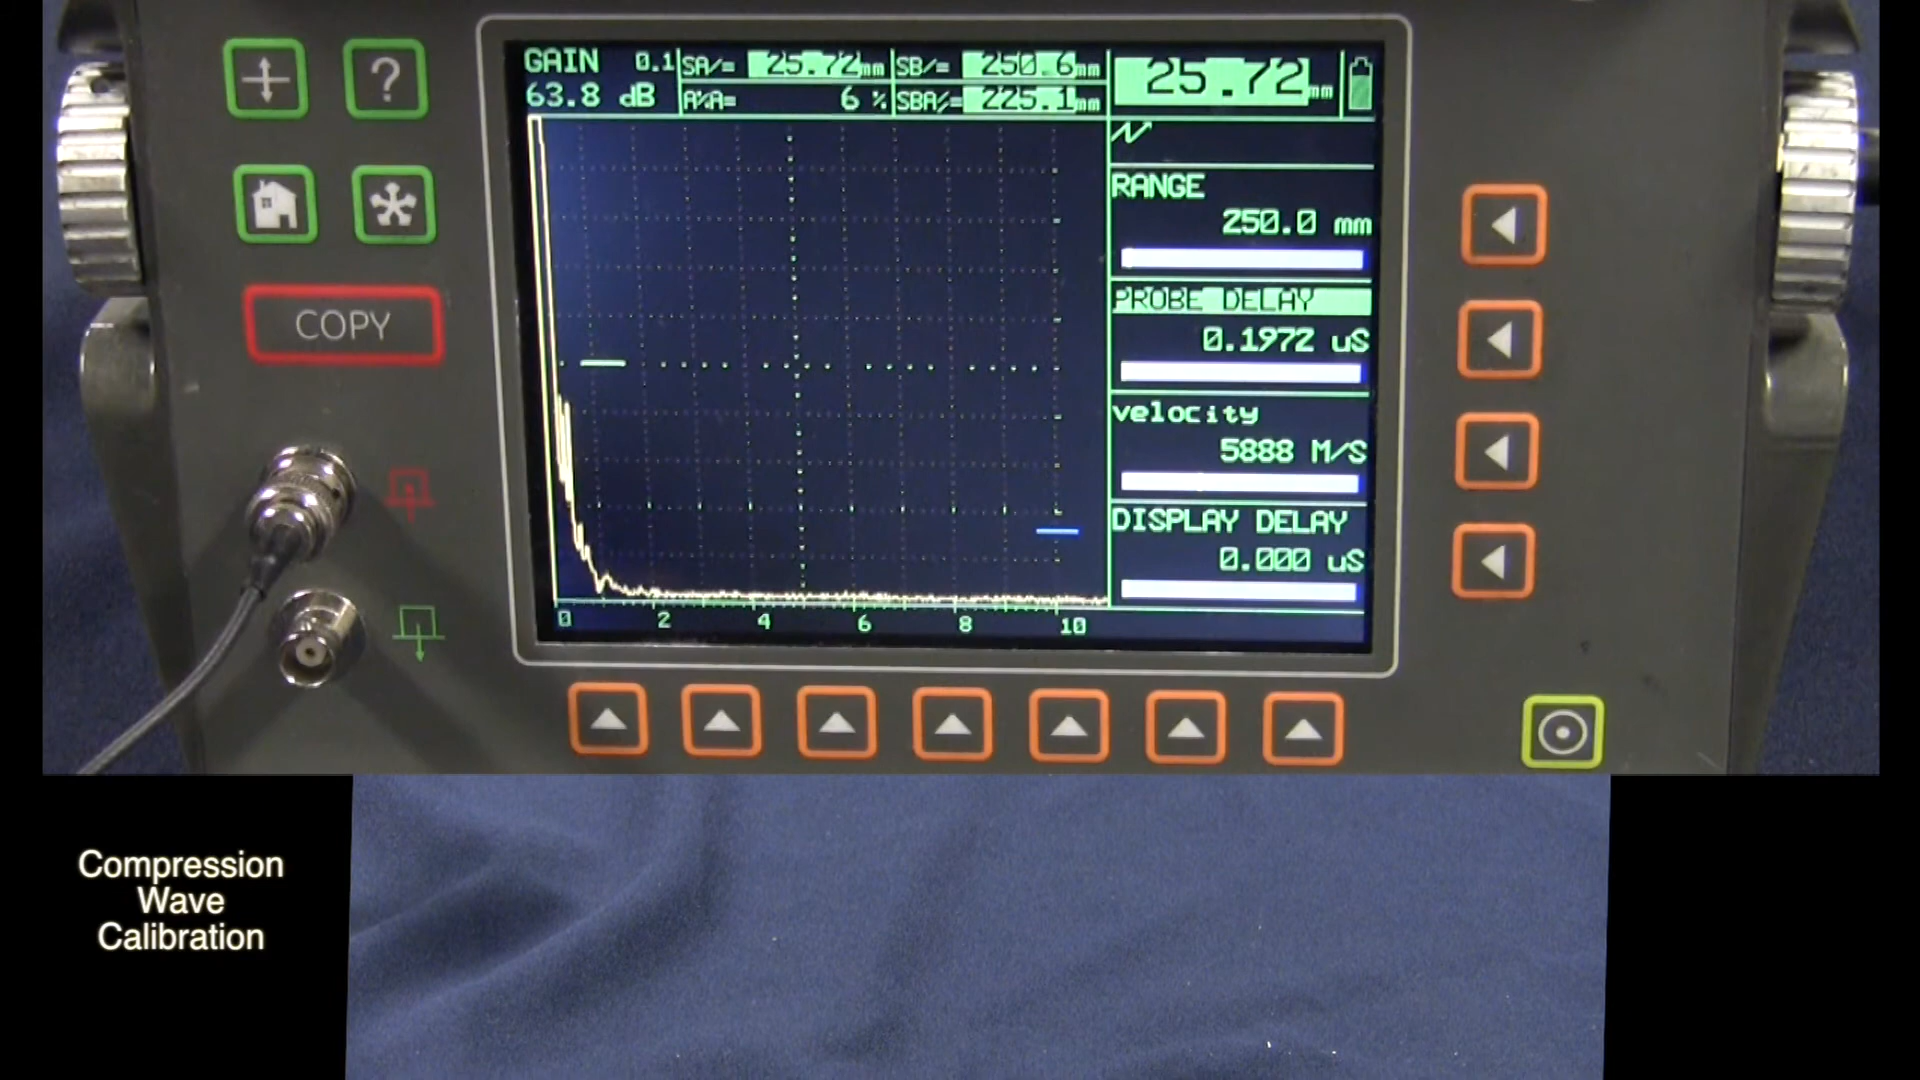 GAIN 0.1
63.8 dB
SA/= 25.72mm
A%A= 6 %
SB/= 250.6mm
SBA/= 225.1mm
25.72mm
RANGE
250.0 mm
PROBE DELAY
0.1972 uS
velocity
5888 M/S
DISPLAY DELAY
0.000 uS
0 2 4 6 8 10
?
COPY
Compression
Wave
Calibration